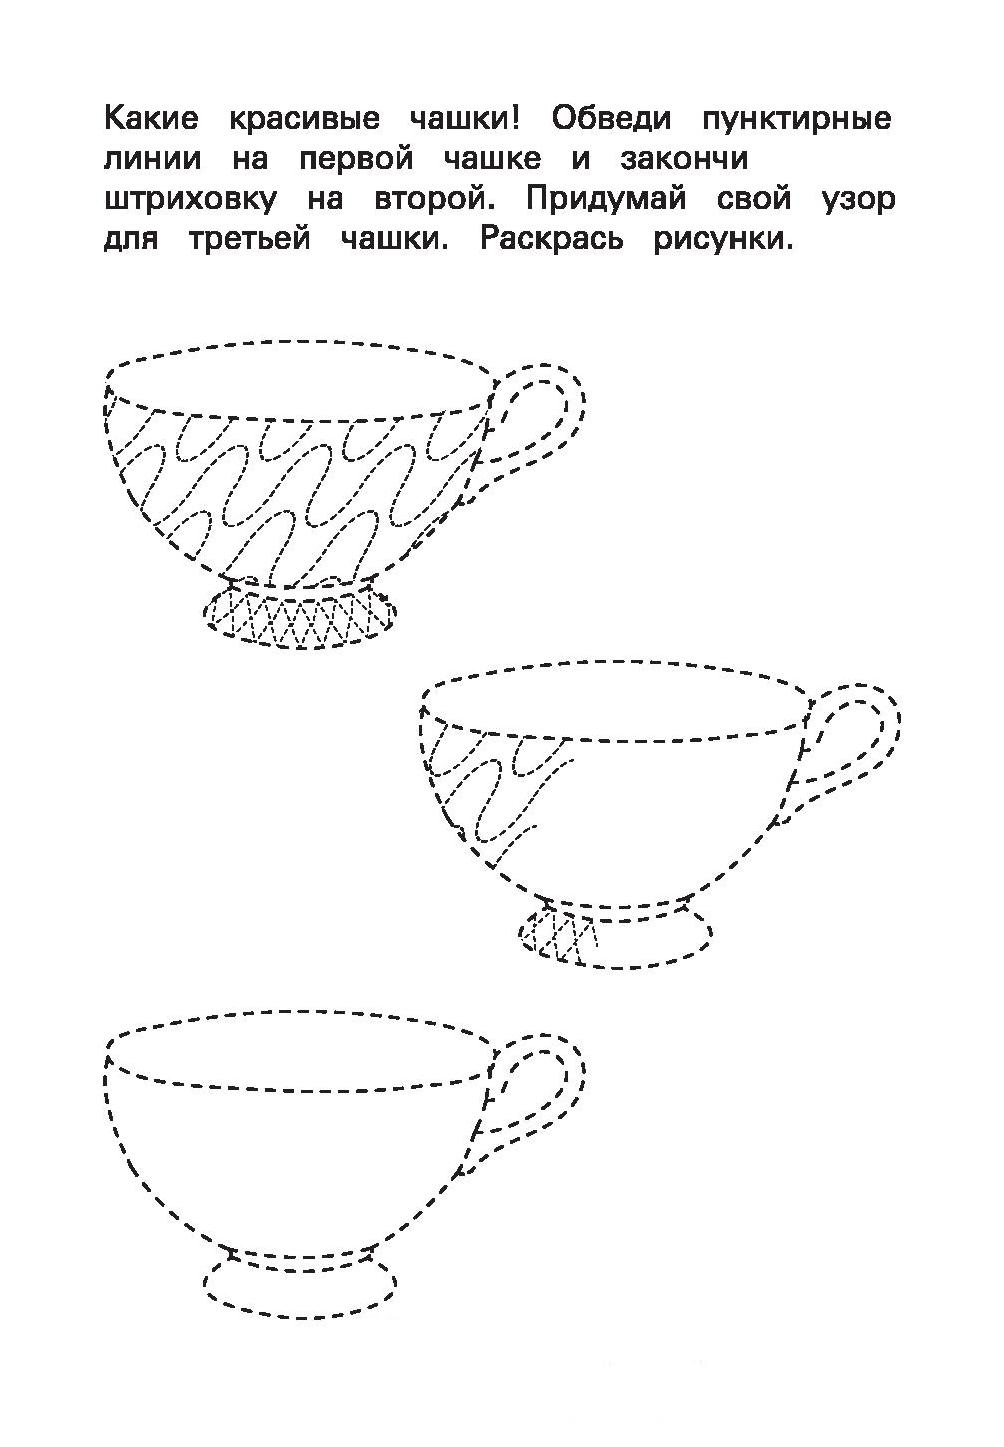 Какие красивые чашки! Обведи пунктирные
линии на первой чашке и закончи
штриховку на второй. Придумай свой узор
для третьей чашки. Раскрась рисунки.